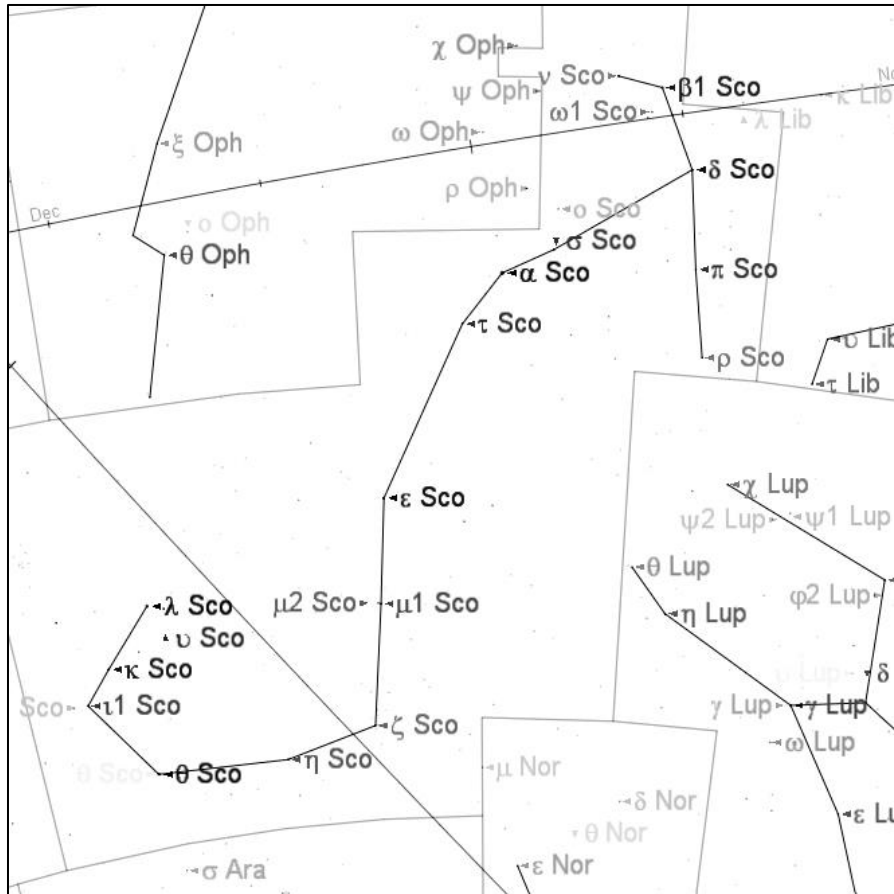 χ Oph
No
ν Sco
β1 Sco
ψ Oph
κ Lib
ω1 Sco
λ Lib
ω Oph
ξ Oph
δ Sco
ρ Oph
ο Sco
Dec
ο Oph
σ Sco
θ Oph
α Sco
π Sco
τ Sco
υ Lib
ρ Sco
τ Lib
χ Lup
ε Sco
ψ2 Lup
ψ1 Lup
θ Lup
φ2 Lup
λ Sco
μ2 Sco
μ1 Sco
η Lup
υ Sco
κ Sco
υ Lup
δ
Sco
ι1 Sco
γ Lup
γ Lup
ζ Sco
ω Lup
η Sco
μ Nor
θ Sco
θ Sco
δ Nor
ε Lu
θ Nor
σ Ara
ε Nor